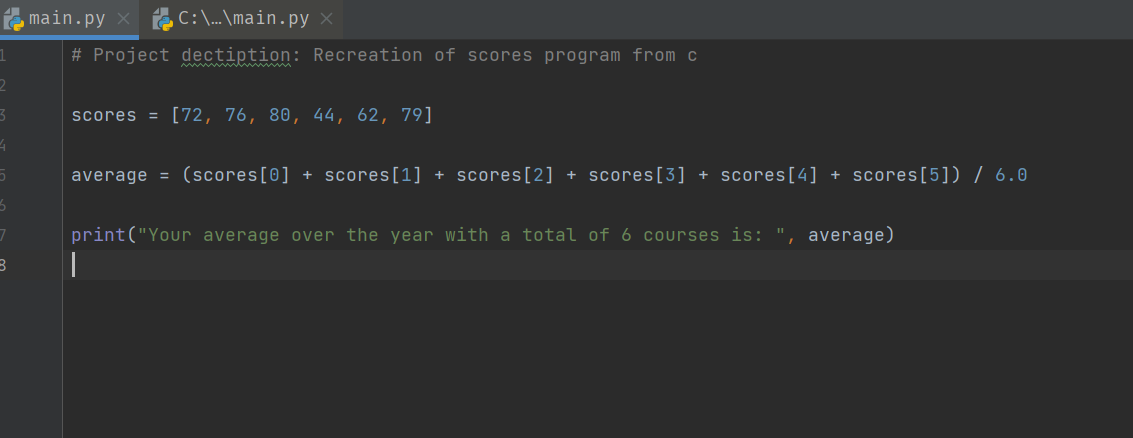 main.py C:\...\main.py
1 # Project dectiption: Recreation of scores program from c
2
3 scores = [72, 76, 80, 44, 62, 79]
4
5 average = (scores[0] + scores[1] + scores[2] + scores[3] + scores[4] + scores[5]) / 6.0
6
7 print("Your average over the year with a total of 6 courses is: ", average)
8